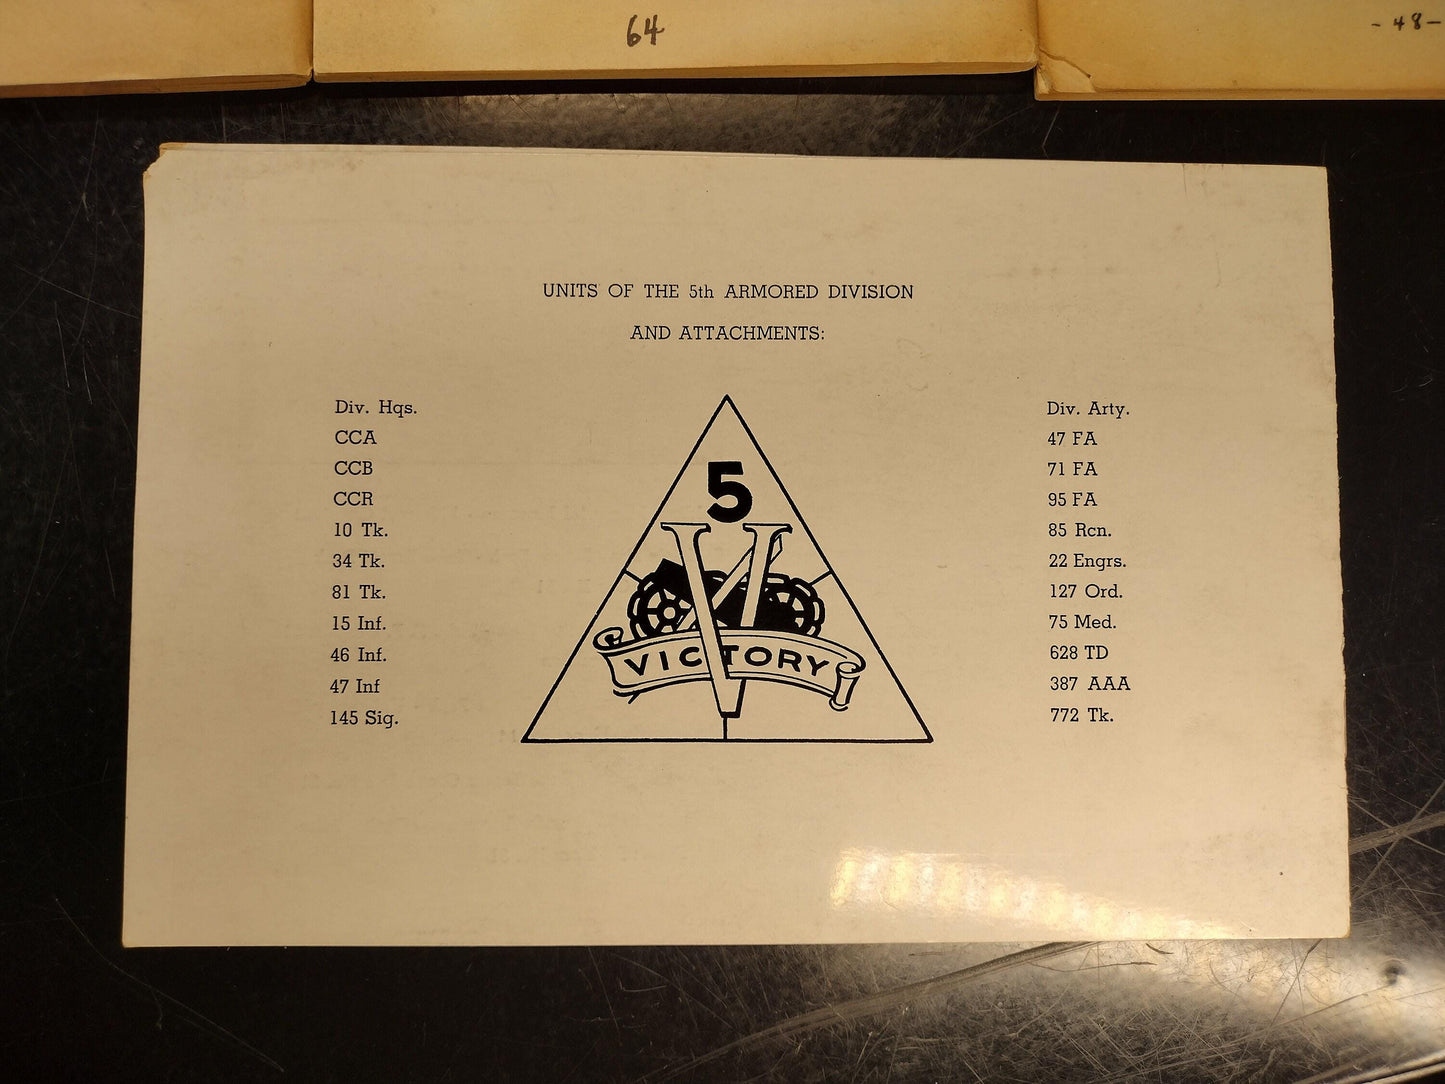 64
- 48 -
UNITS OF THE 5th ARMORED DIVISION
AND ATTACHMENTS:
Div. Hqs.
CCA
CCB
CCR
10 Tk.
34 Tk.
81 Tk.
15 Inf.
46 Inf.
47 Inf
145 Sig.
5
V
VICTORY
Div. Arty.
47 FA
71 FA
95 FA
85 Rcn.
22 Engrs.
127 Ord.
75 Med.
628 TD
387 AAA
772 Tk.